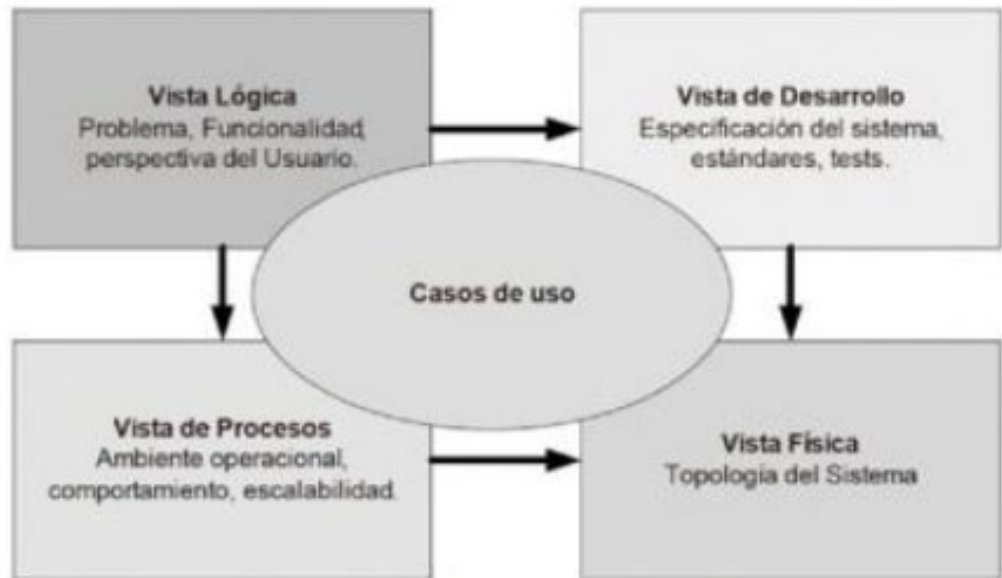 Vista Lógica
Problema, Funcionalidad,
perspectiva del Usuario.
Vista de Desarrollo
Especificación del sistema,
estándares, tests.
Casos de uso
Vista de Procesos
Ambiente operacional,
comportamiento, escalabilidad.
Vista Física
Topología del Sistema